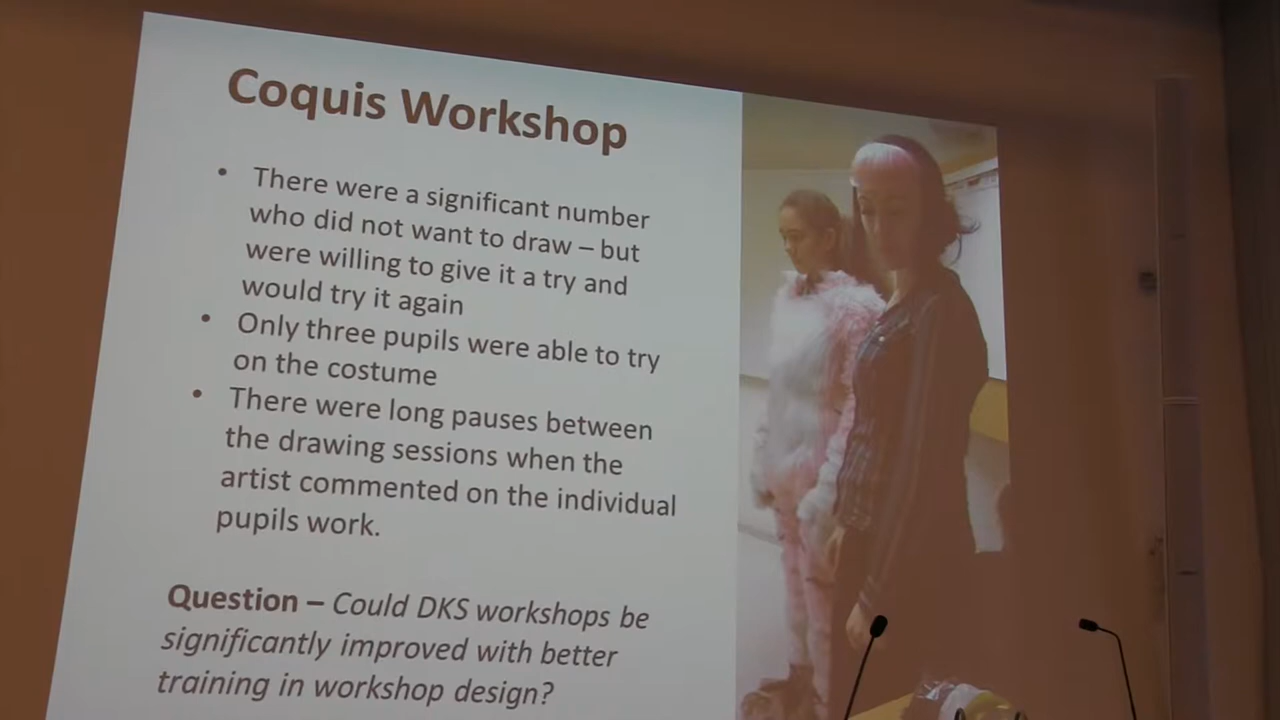 Coquis Workshop
• There were a significant number
who did not want to draw – but
were willing to give it a try and
would try it again
• Only three pupils were able to try
on the costume
• There were long pauses between
the drawing sessions when the
artist commented on the individual
pupils work.
Question – Could DKS workshops be
significantly improved with better
training in workshop design?